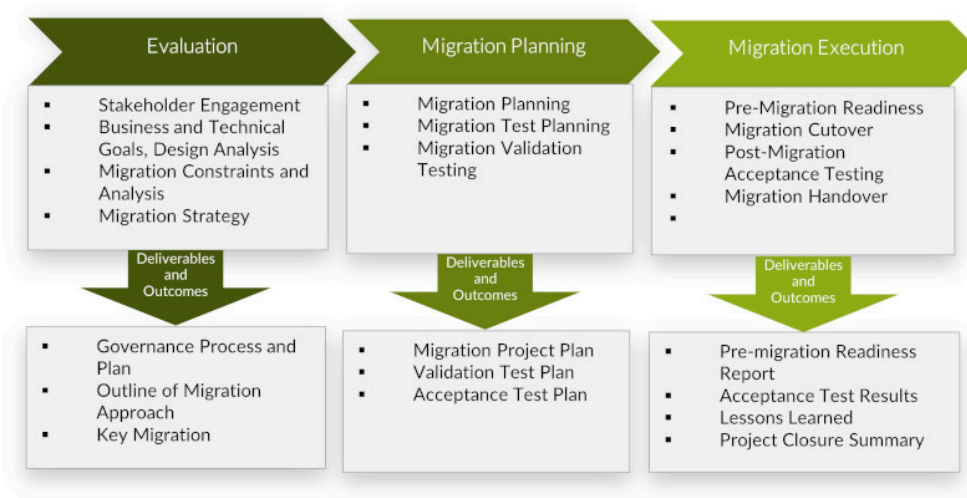 Evaluation
▪ Stakeholder Engagement
▪ Business and Technical
Goals, Design Analysis
▪ Migration Constraints and
Analysis
▪ Migration Strategy
Deliverables
and
Outcomes
▪ Governance Process and
Plan
▪ Outline of Migration
Approach
▪ Key Migration
Migration Planning
▪ Migration Planning
▪ Migration Test Planning
▪ Migration Validation
Testing
Deliverables
and
Outcomes
▪ Migration Project Plan
▪ Validation Test Plan
▪ Acceptance Test Plan
Migration Execution
▪ Pre-Migration Readiness
▪ Migration Cutover
▪ Post-Migration
Acceptance Testing
▪ Migration Handover
▪
Deliverables
and
Outcomes
▪ Pre-migration Readiness
Report
▪ Acceptance Test Results
▪ Lessons Learned
▪ Project Closure Summary